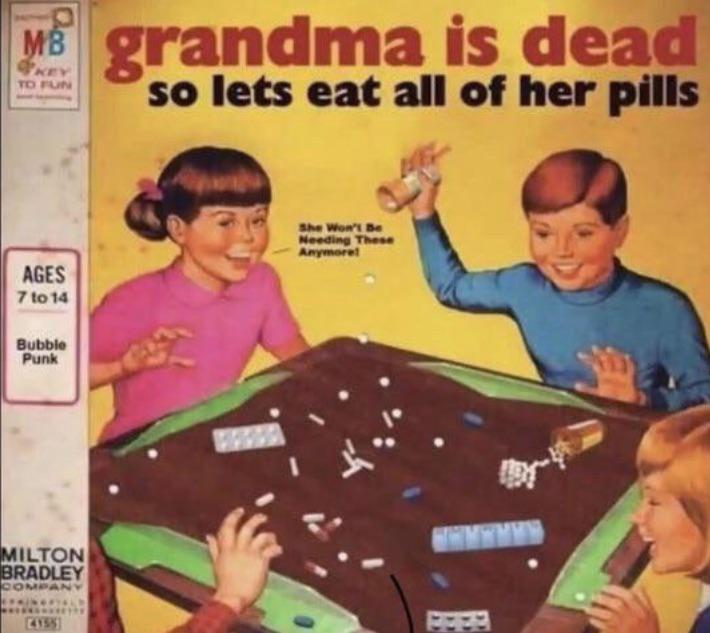 MB
KEY
TO FUN
grandma is dead
so lets eat all of her pills
She Won't Be
Needing These
Anymore!
AGES
7 to 14
Bubble
Punk
MILTON
BRADLEY
COMPANY
4155